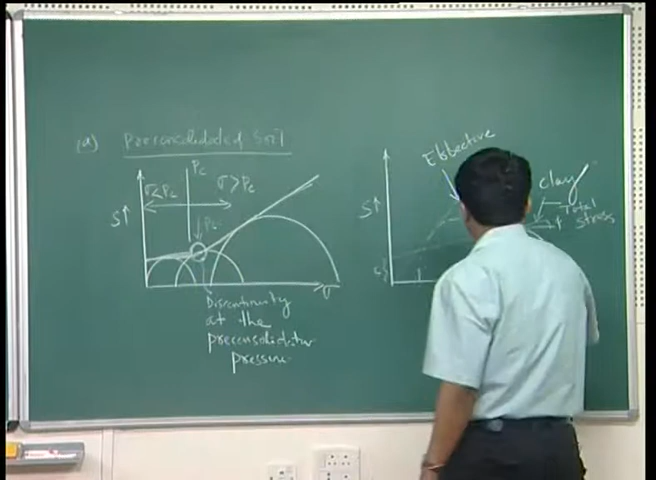 (a) Preconsolidated Soil
Pc
σ≤Pc σ>Pc
S↑
Pc
σ
Discontinuity
at the
preconsolidation
pressure
Effective
clay
Total
stress
S↑
c
φ